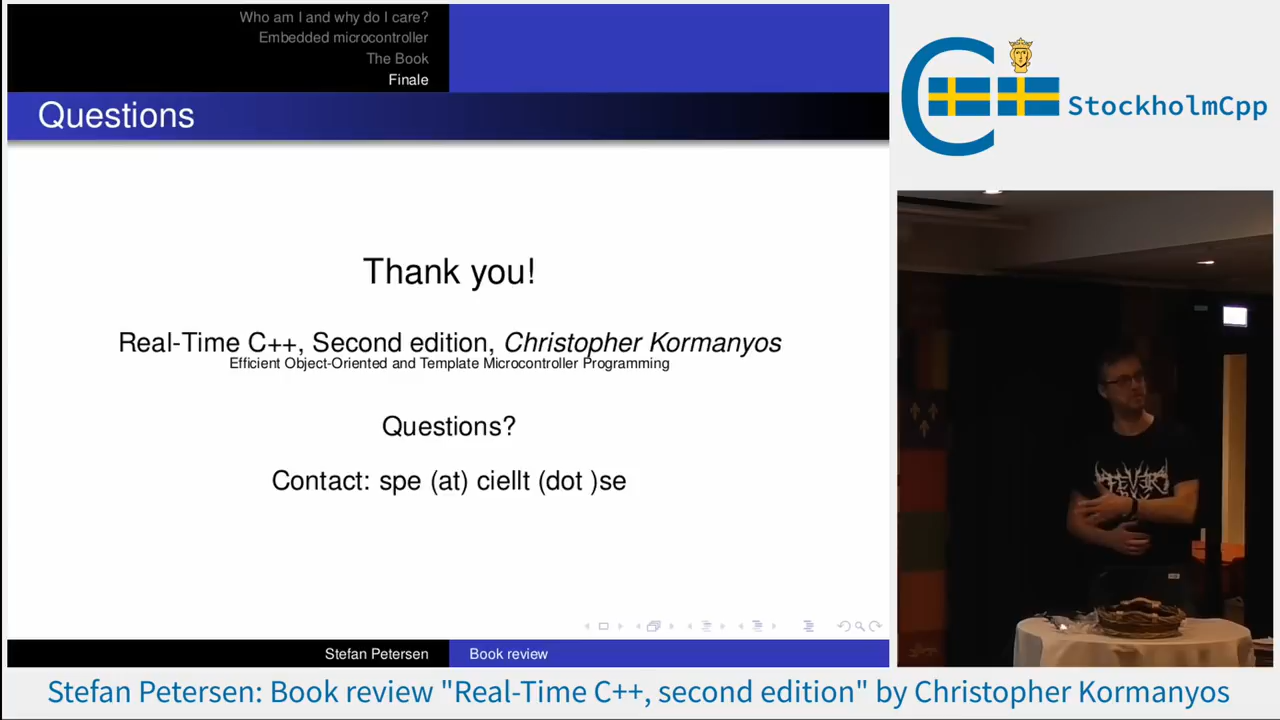 Who am I and why do I care?
Embedded microcontroller
The Book
Finale
Questions
Thank you!
Real-Time C++, Second edition, Christopher Kormanyos
Efficient Object-Oriented and Template Microcontroller Programming
Questions?
Contact: spe (at) ciellt (dot )se
Stefan Petersen
Book review
StockholmCpp
FEVER
Stefan Petersen: Book review "Real-Time C++, second edition" by Christopher Kormanyos